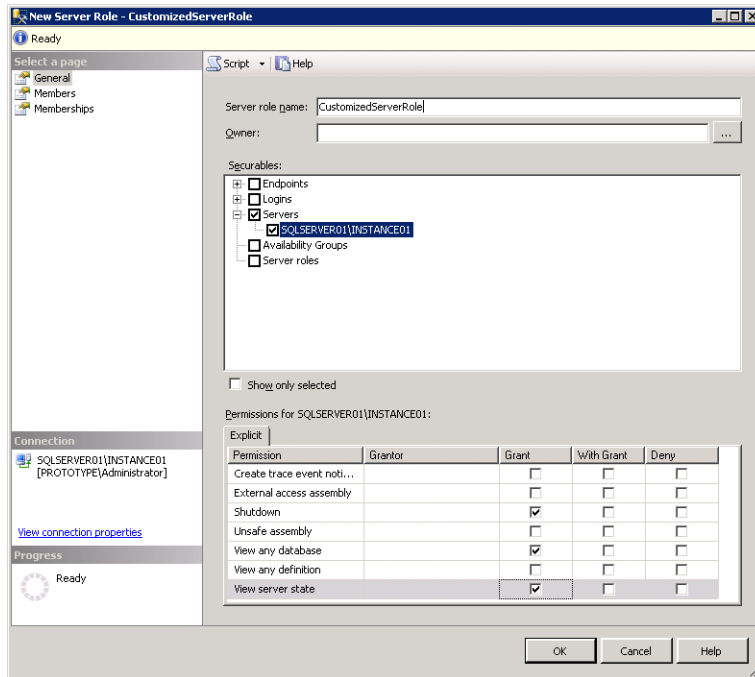 New Server Role - CustomizedServerRole
Ready
Select a page
General
Members
Memberships
Script Help
Server role name: CustomizedServerRole
Owner:
...
Securables:
Endpoints
Logins
Servers
SQLSERVER01\INSTANCE01
Availability Groups
Server roles
Show only selected
Permissions for SQLSERVER01\INSTANCE01:
Explicit
Permission Grantor Grant With Grant Deny
Create trace event noti...
External access assembly
Shutdown
Unsafe assembly
View any database
View any definition
View server state
Connection
SQLSERVER01\INSTANCE01
[PROTOTYPE\Administrator]
View connection properties
Progress
Ready
OK Cancel Help